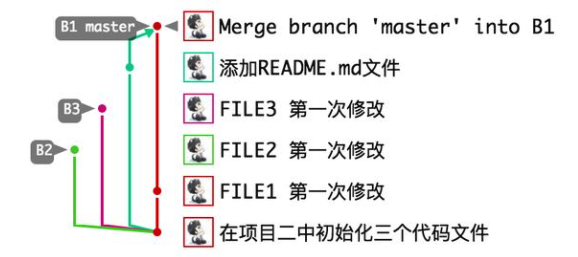 B1 master Merge branch 'master' into B1
添加README.md文件
B3 FILE3 第一次修改
B2 FILE2 第一次修改
FILE1 第一次修改
在项目二中初始化三个代码文件